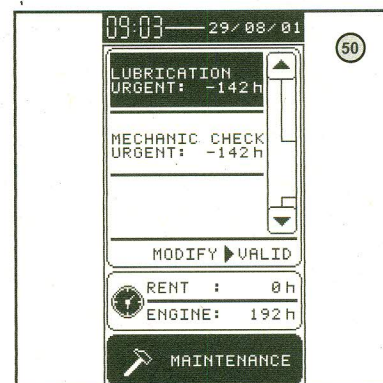 09:03 29/08/01
50
LUBRICATION
URGENT: -142h
MECHANIC CHECK
URGENT: -142h
MODIFY▶VALID
RENT : 0h
ENGINE: 192h
MAINTENANCE